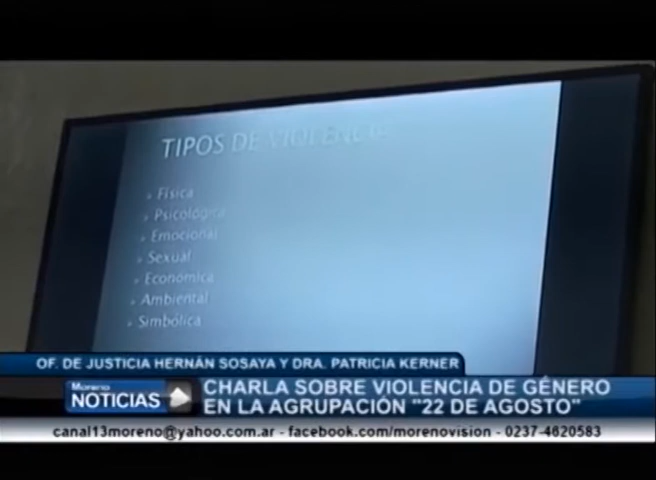 TIPOS DE VIOLENCIA
» Física
» Psicológica
» Emocional
» Sexual
» Económica
» Ambiental
» Simbólica
OF. DE JUSTICIA HERNÁN SOSAYA Y DRA. PATRICIA KERNER
Moreno
NOTICIAS
CHARLA SOBRE VIOLENCIA DE GÉNERO
EN LA AGRUPACIÓN "22 DE AGOSTO"
canal13moreno@yahoo.com.ar - facebook.com/morenovision - 0237-4620583